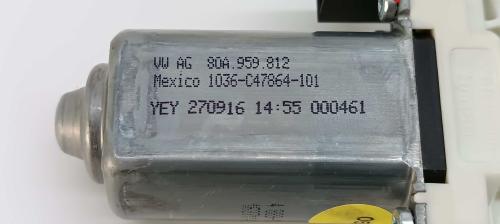 VW AG 80A.959.812
Mexico 1036-C47864-101
YEY 270916 14:55 000461